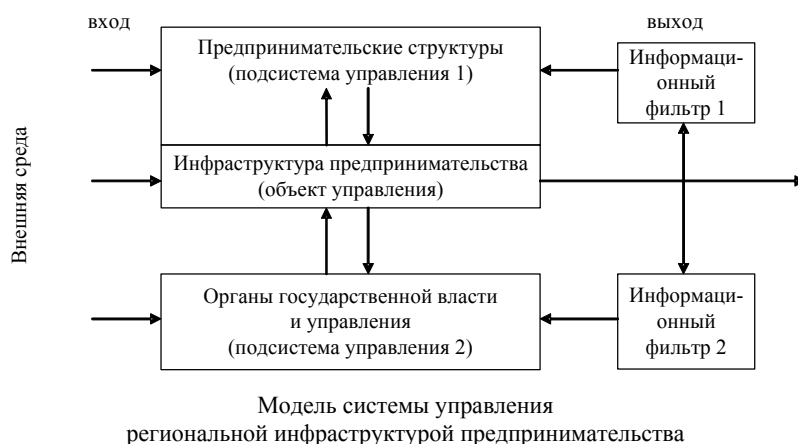 вход
выход
Предпринимательские структуры
(подсистема управления 1)
Информаци-
онный
фильтр 1
Внешняя среда
Инфраструктура предпринимательства
(объект управления)
Органы государственной власти
и управления
(подсистема управления 2)
Информаци-
онный
фильтр 2
Модель системы управления
региональной инфраструктурой предпринимательства